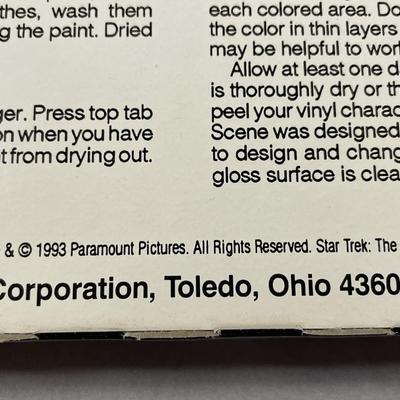 thes, wash them
the paint. Dried
ger. Press top tab
on when you have
t from drying out.
each colored area. Do
the color in thin layers
may be helpful to wor
Allow at least one d
is thoroughly dry or th
peel your vinyl charac
Scene was designed
to design and chang
gloss surface is clea
& © 1993 Paramount Pictures. All Rights Reserved. Star Trek: The
Corporation, Toledo, Ohio 4360